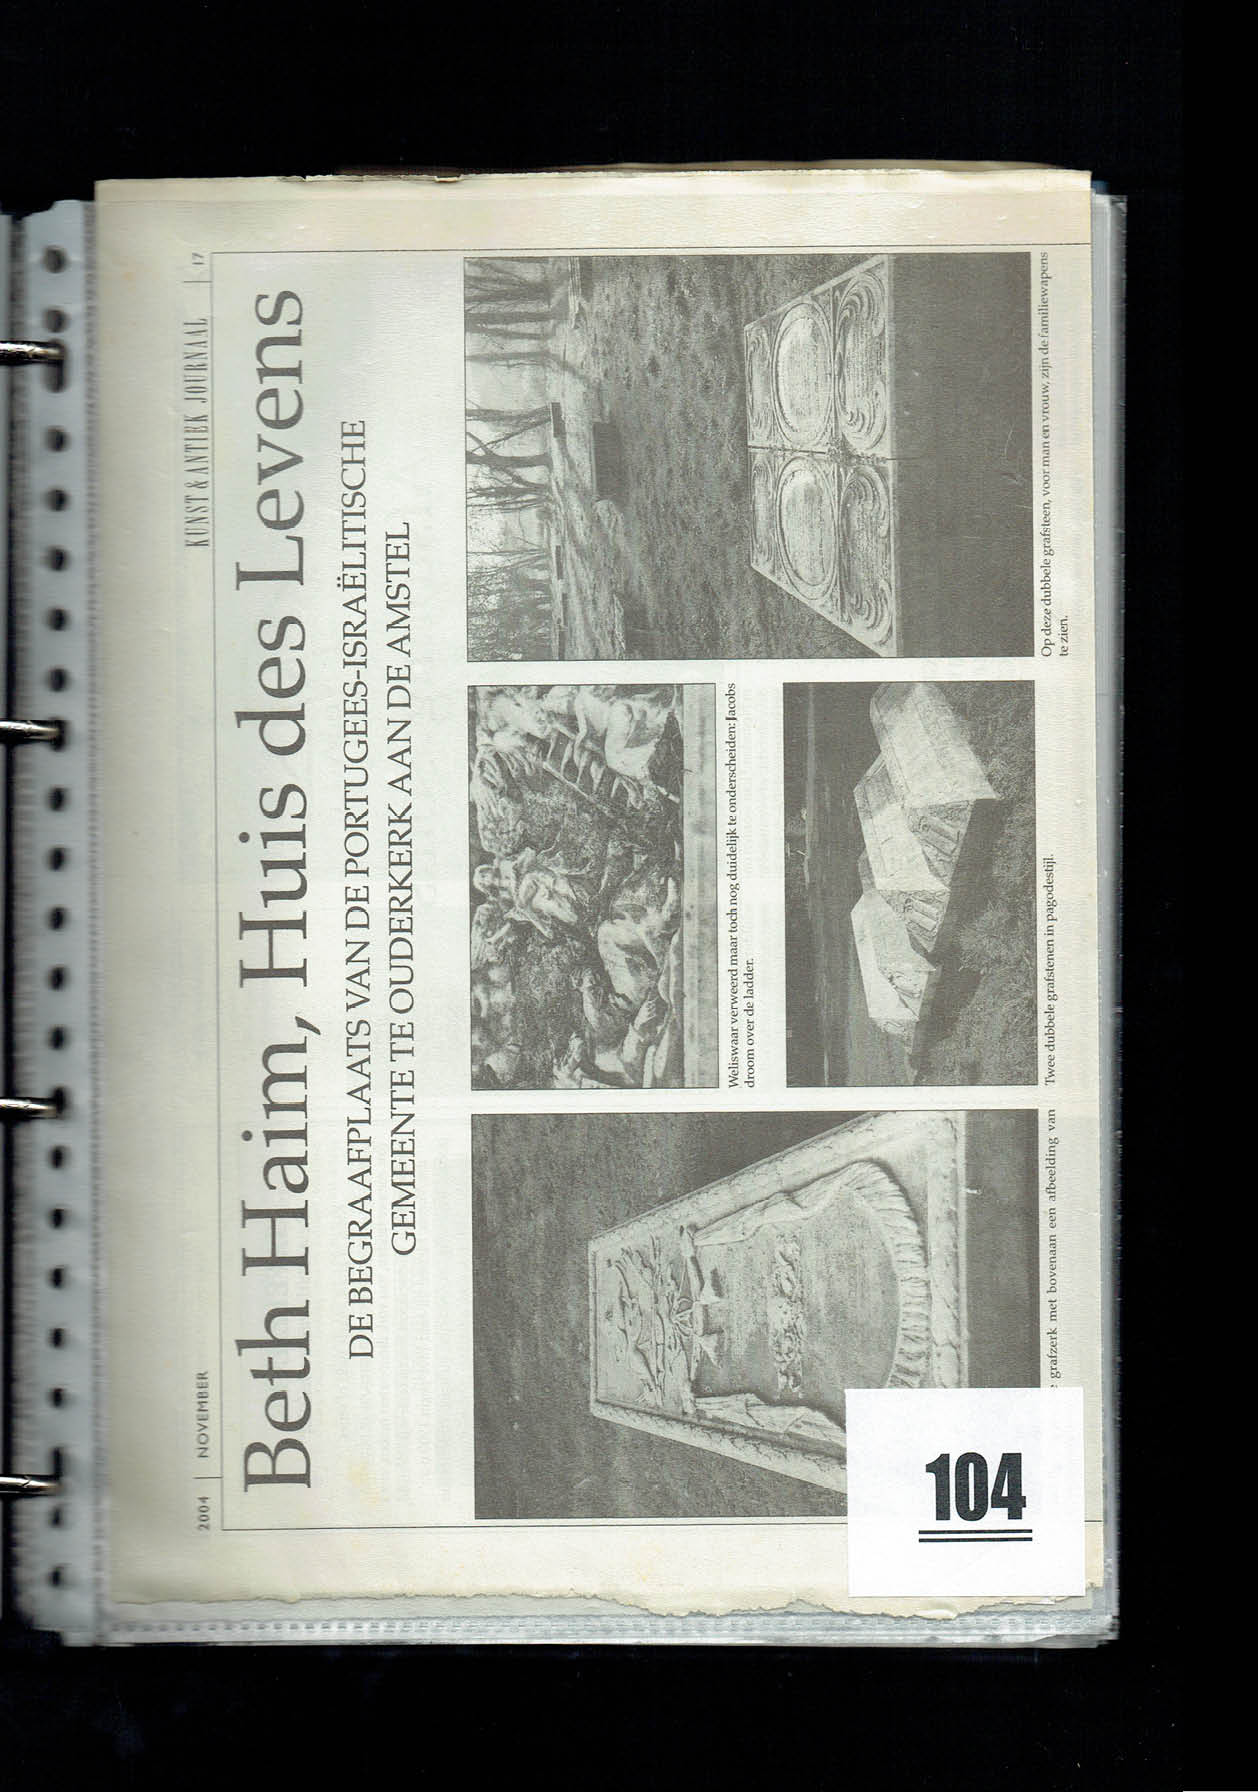 2004 NOVEMBER KUNST & ANTIEK JOURNAAL 17
Beth Haim, Huis des Levens
DE BEGRAAFPLAATS VAN DE PORTUGEES-ISRAËLITISCHE
GEMEENTE TE OUDERKERK AAN DE AMSTEL
grafzerk met bovenaan een afbeelding van
Weliswaar verweerd maar toch nog duidelijk te onderscheiden: Jacobs
droom over de ladder.
Twee dubbele grafstenen in pagodestijl.
Op deze dubbele grafsteen, voor man en vrouw, zijn de familiewapens
te zien.
104